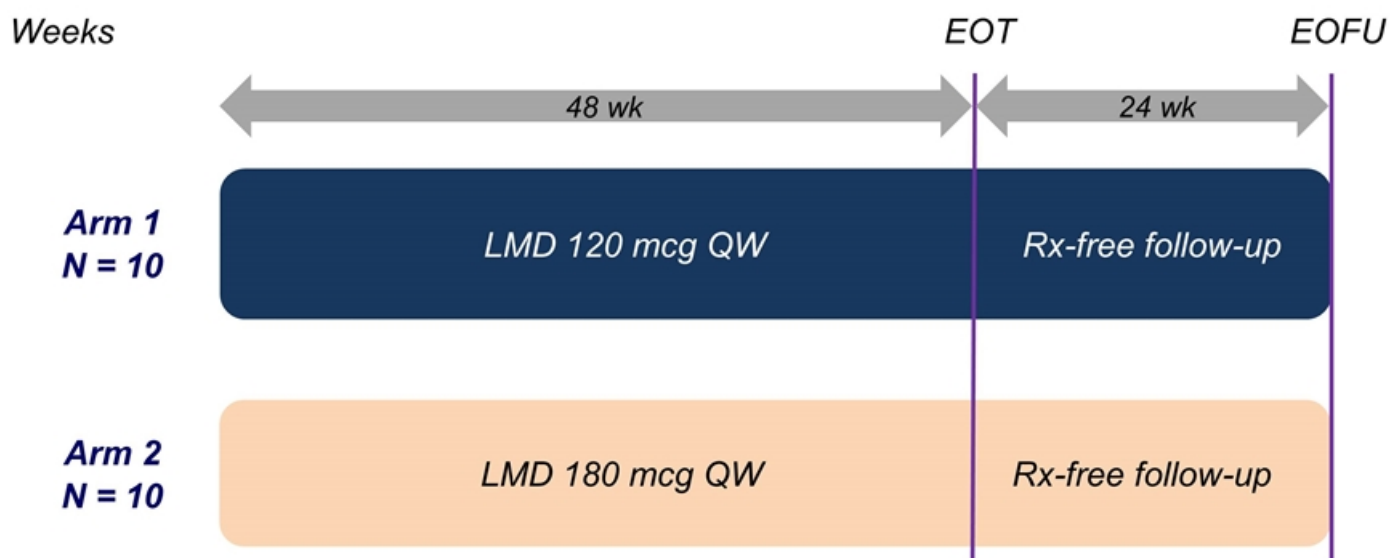 Weeks EOT EOFU
48 wk 24 wk
Arm 1
N = 10
LMD 120 mcg QW Rx-free follow-up
Arm 2
N = 10
LMD 180 mcg QW Rx-free follow-up